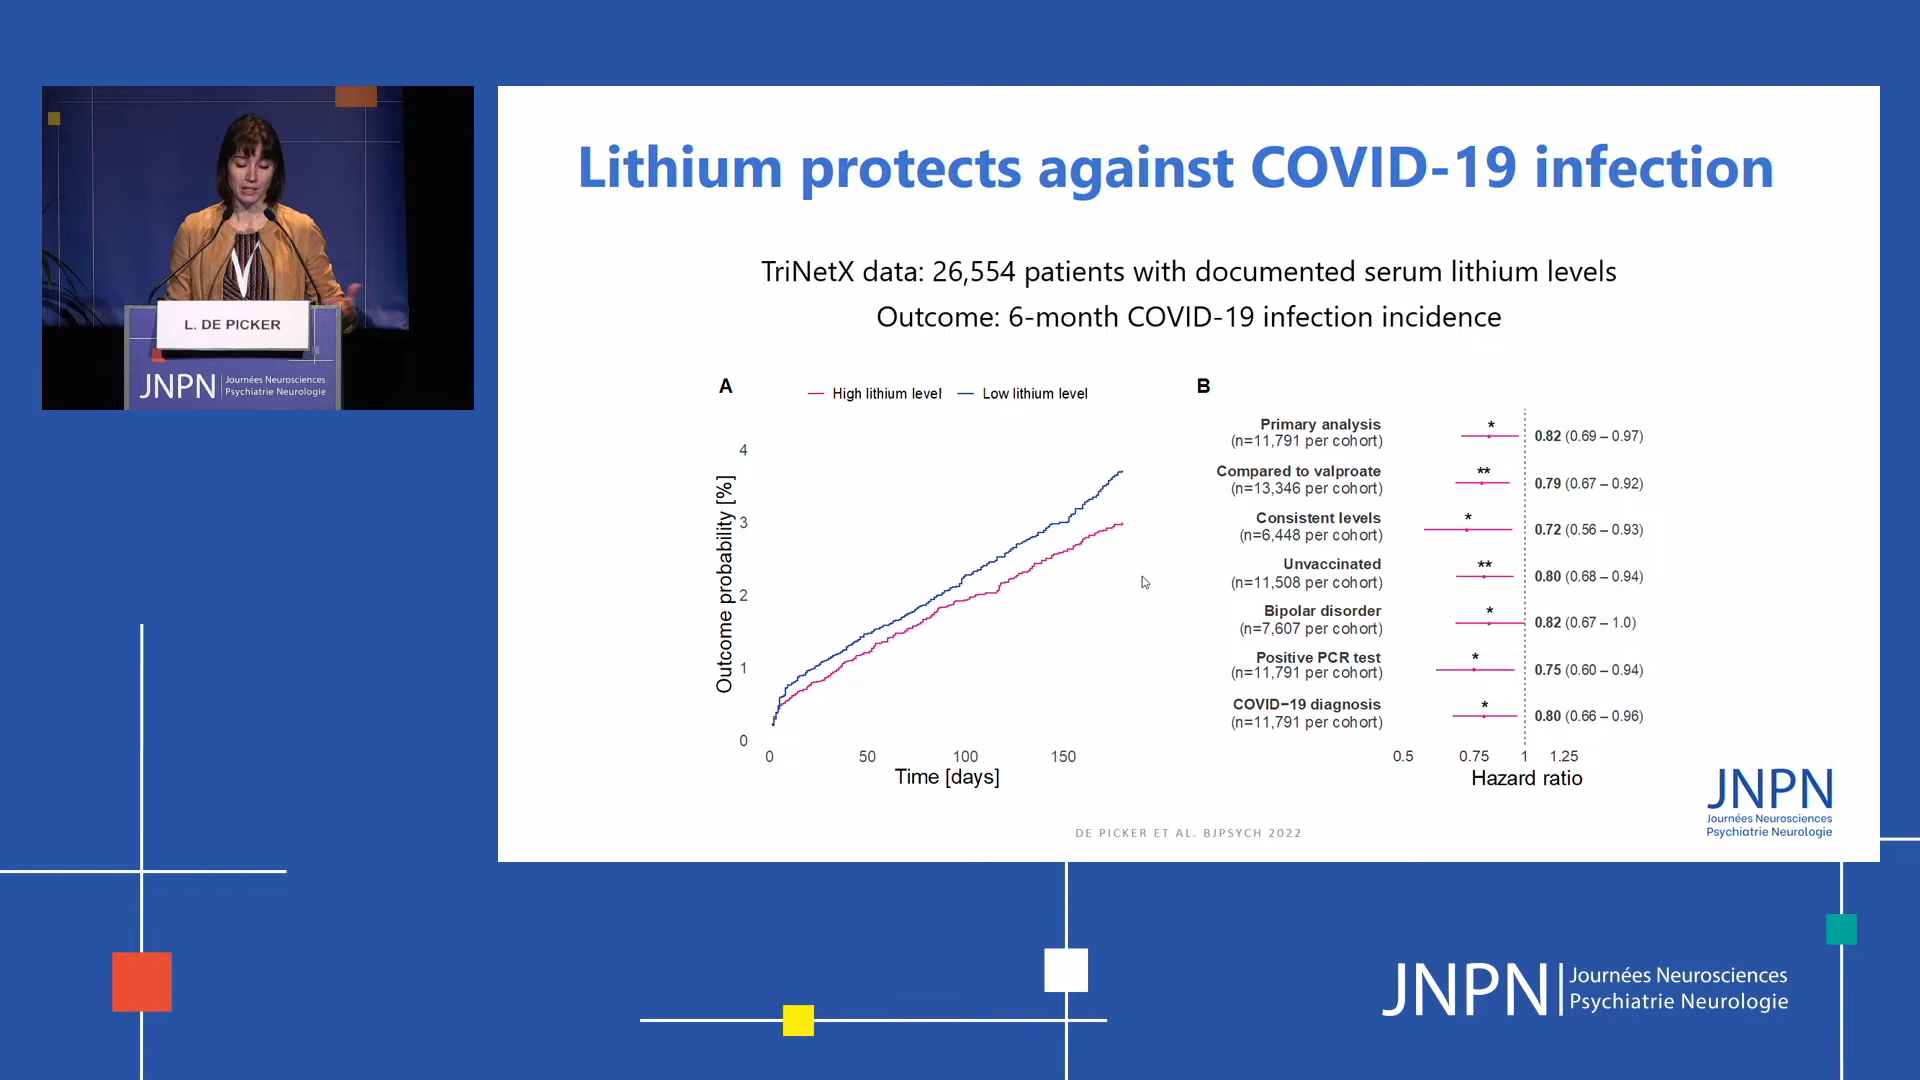 L. DE PICKER
JNPN
Journées Neurosciences
Psychiatrie Neurologie
Lithium protects against COVID-19 infection
TriNetX data: 26,554 patients with documented serum lithium levels
Outcome: 6-month COVID-19 infection incidence
A
High lithium level
Low lithium level
Outcome probability [%]
4
3
2
1
0
0 50 100 150
Time [days]
B
Primary analysis
(n=11,791 per cohort)
*
0.82 (0.69 – 0.97)
Compared to valproate
(n=13,346 per cohort)
**
0.79 (0.67 – 0.92)
Consistent levels
(n=6,448 per cohort)
*
0.72 (0.56 – 0.93)
Unvaccinated
(n=11,508 per cohort)
**
0.80 (0.68 – 0.94)
Bipolar disorder
(n=7,607 per cohort)
*
0.82 (0.67 – 1.0)
Positive PCR test
(n=11,791 per cohort)
*
0.75 (0.60 – 0.94)
COVID−19 diagnosis
(n=11,791 per cohort)
*
0.80 (0.66 – 0.96)
0.5 0.75 1 1.25
Hazard ratio
DE PICKER ET AL. BJPSYCH 2022
JNPN
Journées Neurosciences
Psychiatrie Neurologie
JNPN
Journées Neurosciences
Psychiatrie Neurologie